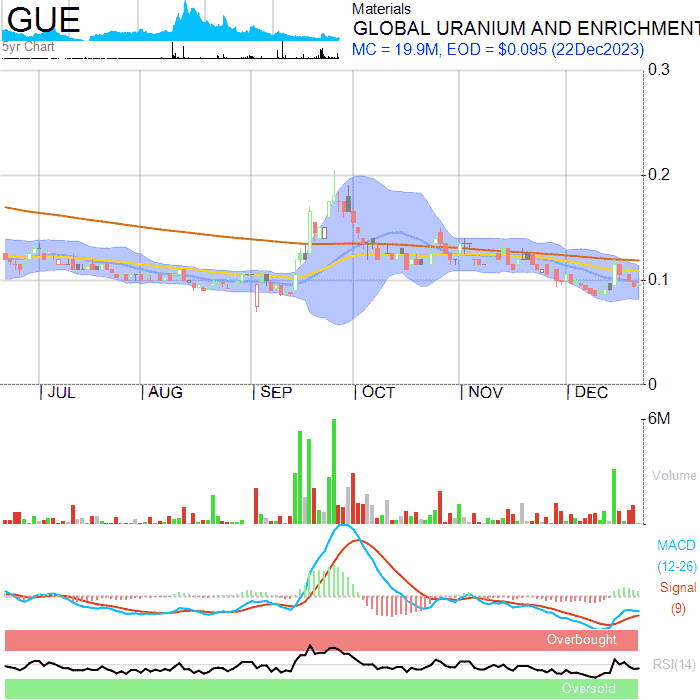 GUE
5yr Chart
Materials
GLOBAL URANIUM AND ENRICHMENT
MC = 19.9M, EOD = $0.095 (22Dec2023)
0.3
0.2
0.1
0
| JUL | AUG | SEP | OCT | NOV | DEC
6M
Volume
MACD
(12-26)
Signal
(9)
Overbought
RSI(14)
Oversold